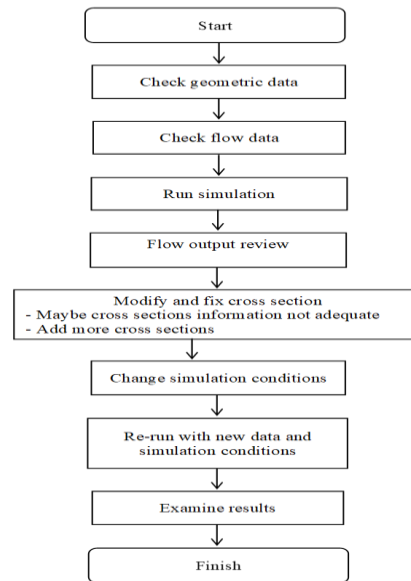 Start
Check geometric data
Check flow data
Run simulation
Flow output review
Modify and fix cross section
- Maybe cross sections information not adequate
- Add more cross sections
Change simulation conditions
Re-run with new data and
simulation conditions
Examine results
Finish